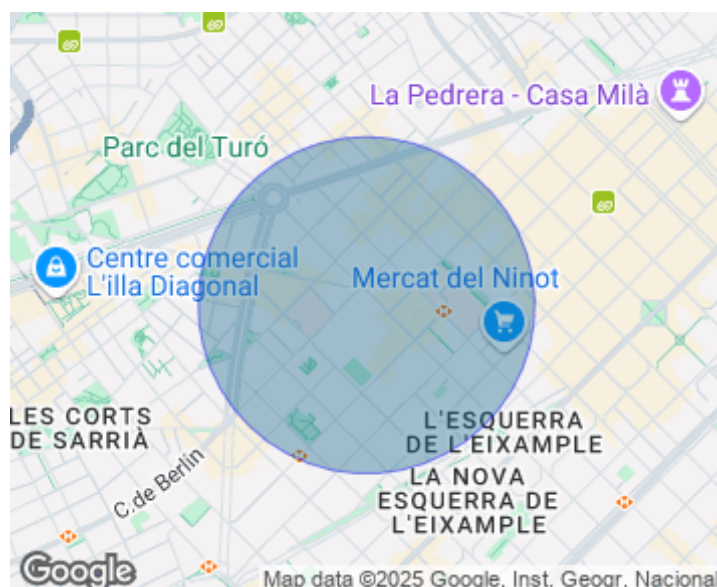 La Pedrera - Casa Milà
Parc del Turó
Centre comercial
L'illa Diagonal
Mercat del Ninot
LES CORTS
DE SARRIÀ
L'ESQUERRA
DE L'EIXAMPLE
C. de Berlín
LA NOVA
ESQUERRA DE
L'EIXAMPLE
Google
Map data ©2025 Google, Inst. Geogr. Nacional